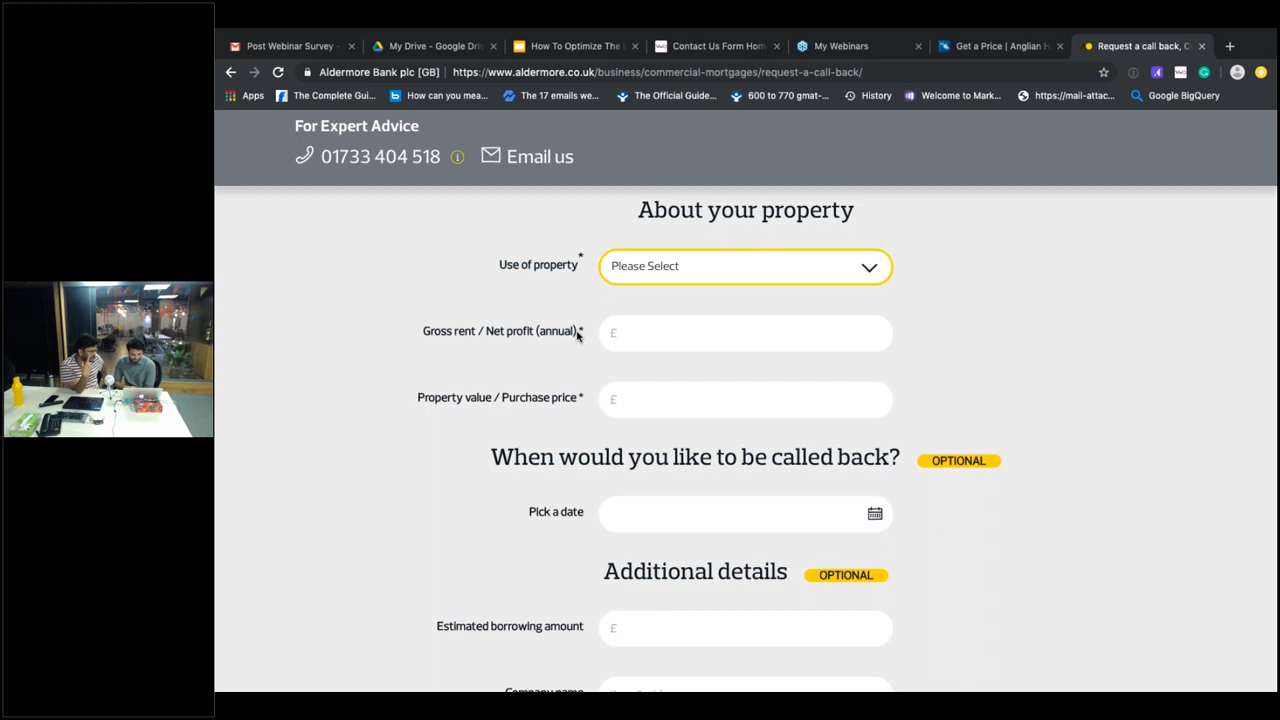 Post Webinar Survey -
My Drive - Google Dri
How To Optimize The
Contact Us Form Hom
My Webinars
Get a Price | Anglian H
Request a call back, C
Aldermore Bank plc [GB] https://www.aldermore.co.uk/business/commercial-mortgages/request-a-call-back/
Apps
The Complete Gui...
How can you mea...
The 17 emails we...
The Official Guide...
600 to 770 gmat-...
History
Welcome to Mark...
https://mail-attac...
Google BigQuery
For Expert Advice
01733 404 518 Email us
About your property
Use of property* Please Select
Gross rent / Net profit (annual)* £
Property value / Purchase price * £
When would you like to be called back? OPTIONAL
Pick a date
Additional details OPTIONAL
Estimated borrowing amount £
Company name